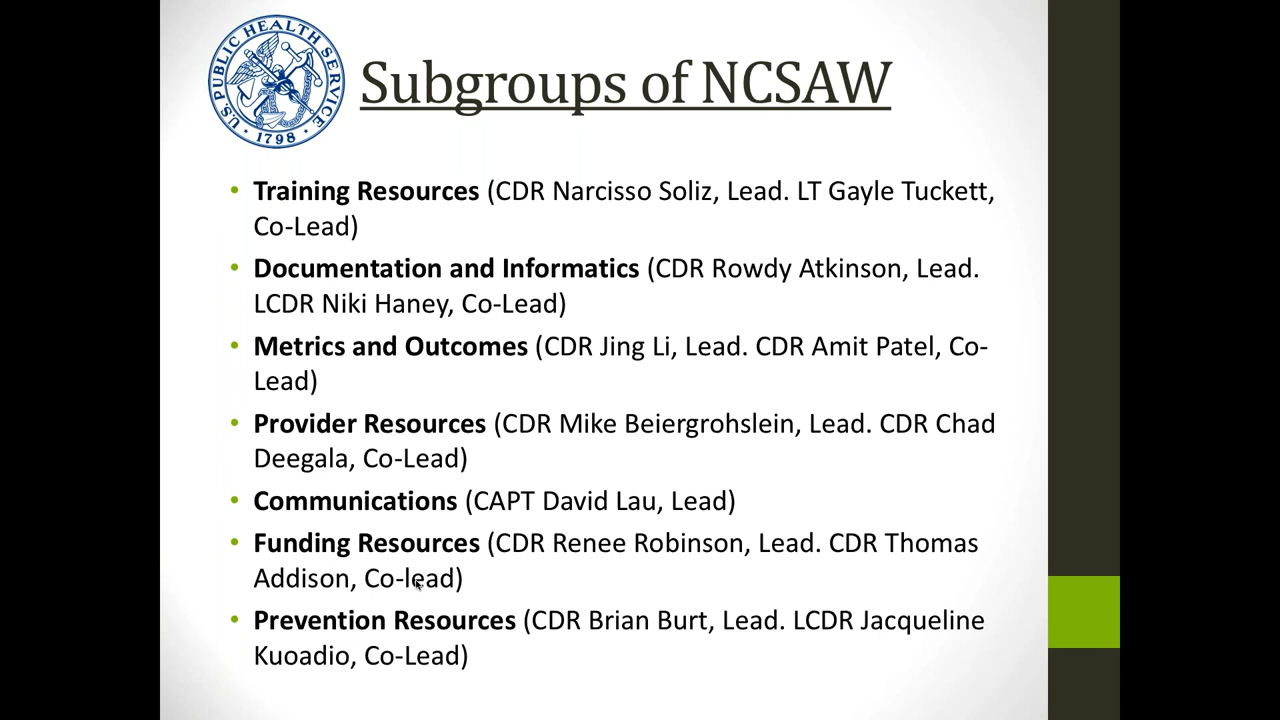 U.S. PUBLIC HEALTH SERVICE
• 1798 •
Subgroups of NCSAW
• Training Resources (CDR Narcisso Soliz, Lead. LT Gayle Tuckett,
Co-Lead)
• Documentation and Informatics (CDR Rowdy Atkinson, Lead.
LCDR Niki Haney, Co-Lead)
• Metrics and Outcomes (CDR Jing Li, Lead. CDR Amit Patel, Co-
Lead)
• Provider Resources (CDR Mike Beiergrohslein, Lead. CDR Chad
Deegala, Co-Lead)
• Communications (CAPT David Lau, Lead)
• Funding Resources (CDR Renee Robinson, Lead. CDR Thomas
Addison, Co-lead)
• Prevention Resources (CDR Brian Burt, Lead. LCDR Jacqueline
Kuoadio, Co-Lead)